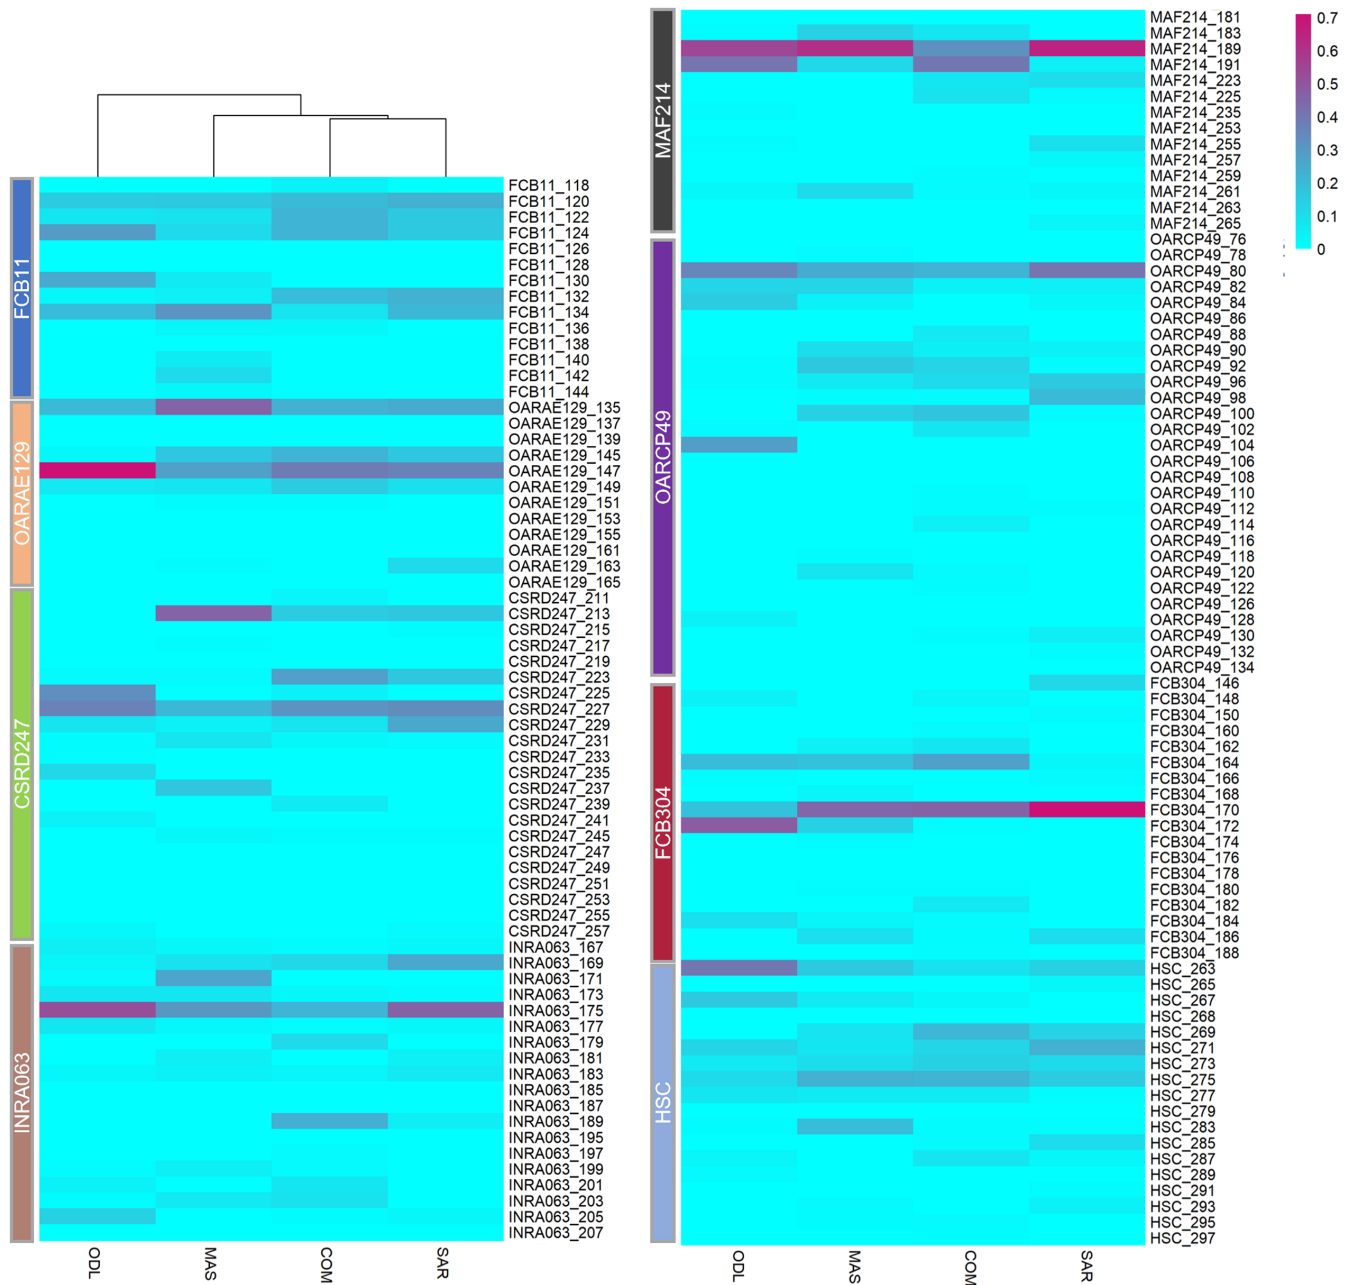 FCB11
FCB11_118
FCB11_120
FCB11_122
FCB11_124
FCB11_126
FCB11_128
FCB11_130
FCB11_132
FCB11_134
FCB11_136
FCB11_138
FCB11_140
FCB11_142
FCB11_144
OARAE129
OARAE129_135
OARAE129_137
OARAE129_139
OARAE129_145
OARAE129_147
OARAE129_149
OARAE129_151
OARAE129_153
OARAE129_155
OARAE129_161
OARAE129_163
OARAE129_165
CSRD247
CSRD247_211
CSRD247_213
CSRD247_215
CSRD247_217
CSRD247_219
CSRD247_223
CSRD247_225
CSRD247_227
CSRD247_229
CSRD247_231
CSRD247_233
CSRD247_235
CSRD247_237
CSRD247_239
CSRD247_241
CSRD247_245
CSRD247_247
CSRD247_249
CSRD247_251
CSRD247_253
CSRD247_255
CSRD247_257
INRA063
INRA063_167
INRA063_169
INRA063_171
INRA063_173
INRA063_175
INRA063_177
INRA063_179
INRA063_181
INRA063_183
INRA063_185
INRA063_187
INRA063_189
INRA063_195
INRA063_197
INRA063_199
INRA063_201
INRA063_203
INRA063_205
INRA063_207
ODL
MAS
COM
SAR
MAF214
MAF214_181
MAF214_183
MAF214_189
MAF214_191
MAF214_223
MAF214_225
MAF214_235
MAF214_253
MAF214_255
MAF214_257
MAF214_259
MAF214_261
MAF214_263
MAF214_265
OARCP49
OARCP49_76
OARCP49_78
OARCP49_80
OARCP49_82
OARCP49_84
OARCP49_86
OARCP49_88
OARCP49_90
OARCP49_92
OARCP49_96
OARCP49_98
OARCP49_100
OARCP49_102
OARCP49_104
OARCP49_106
OARCP49_108
OARCP49_110
OARCP49_112
OARCP49_114
OARCP49_116
OARCP49_118
OARCP49_120
OARCP49_122
OARCP49_126
OARCP49_128
OARCP49_130
OARCP49_132
OARCP49_134
FCB304
FCB304_146
FCB304_148
FCB304_150
FCB304_160
FCB304_162
FCB304_164
FCB304_166
FCB304_168
FCB304_170
FCB304_172
FCB304_174
FCB304_176
FCB304_178
FCB304_180
FCB304_182
FCB304_184
FCB304_186
FCB304_188
HSC
HSC_263
HSC_265
HSC_267
HSC_268
HSC_269
HSC_271
HSC_273
HSC_275
HSC_277
HSC_279
HSC_283
HSC_285
HSC_287
HSC_289
HSC_291
HSC_293
HSC_295
HSC_297
ODL
MAS
COM
SAR
0.7
0.6
0.5
0.4
0.3
0.2
0.1
0